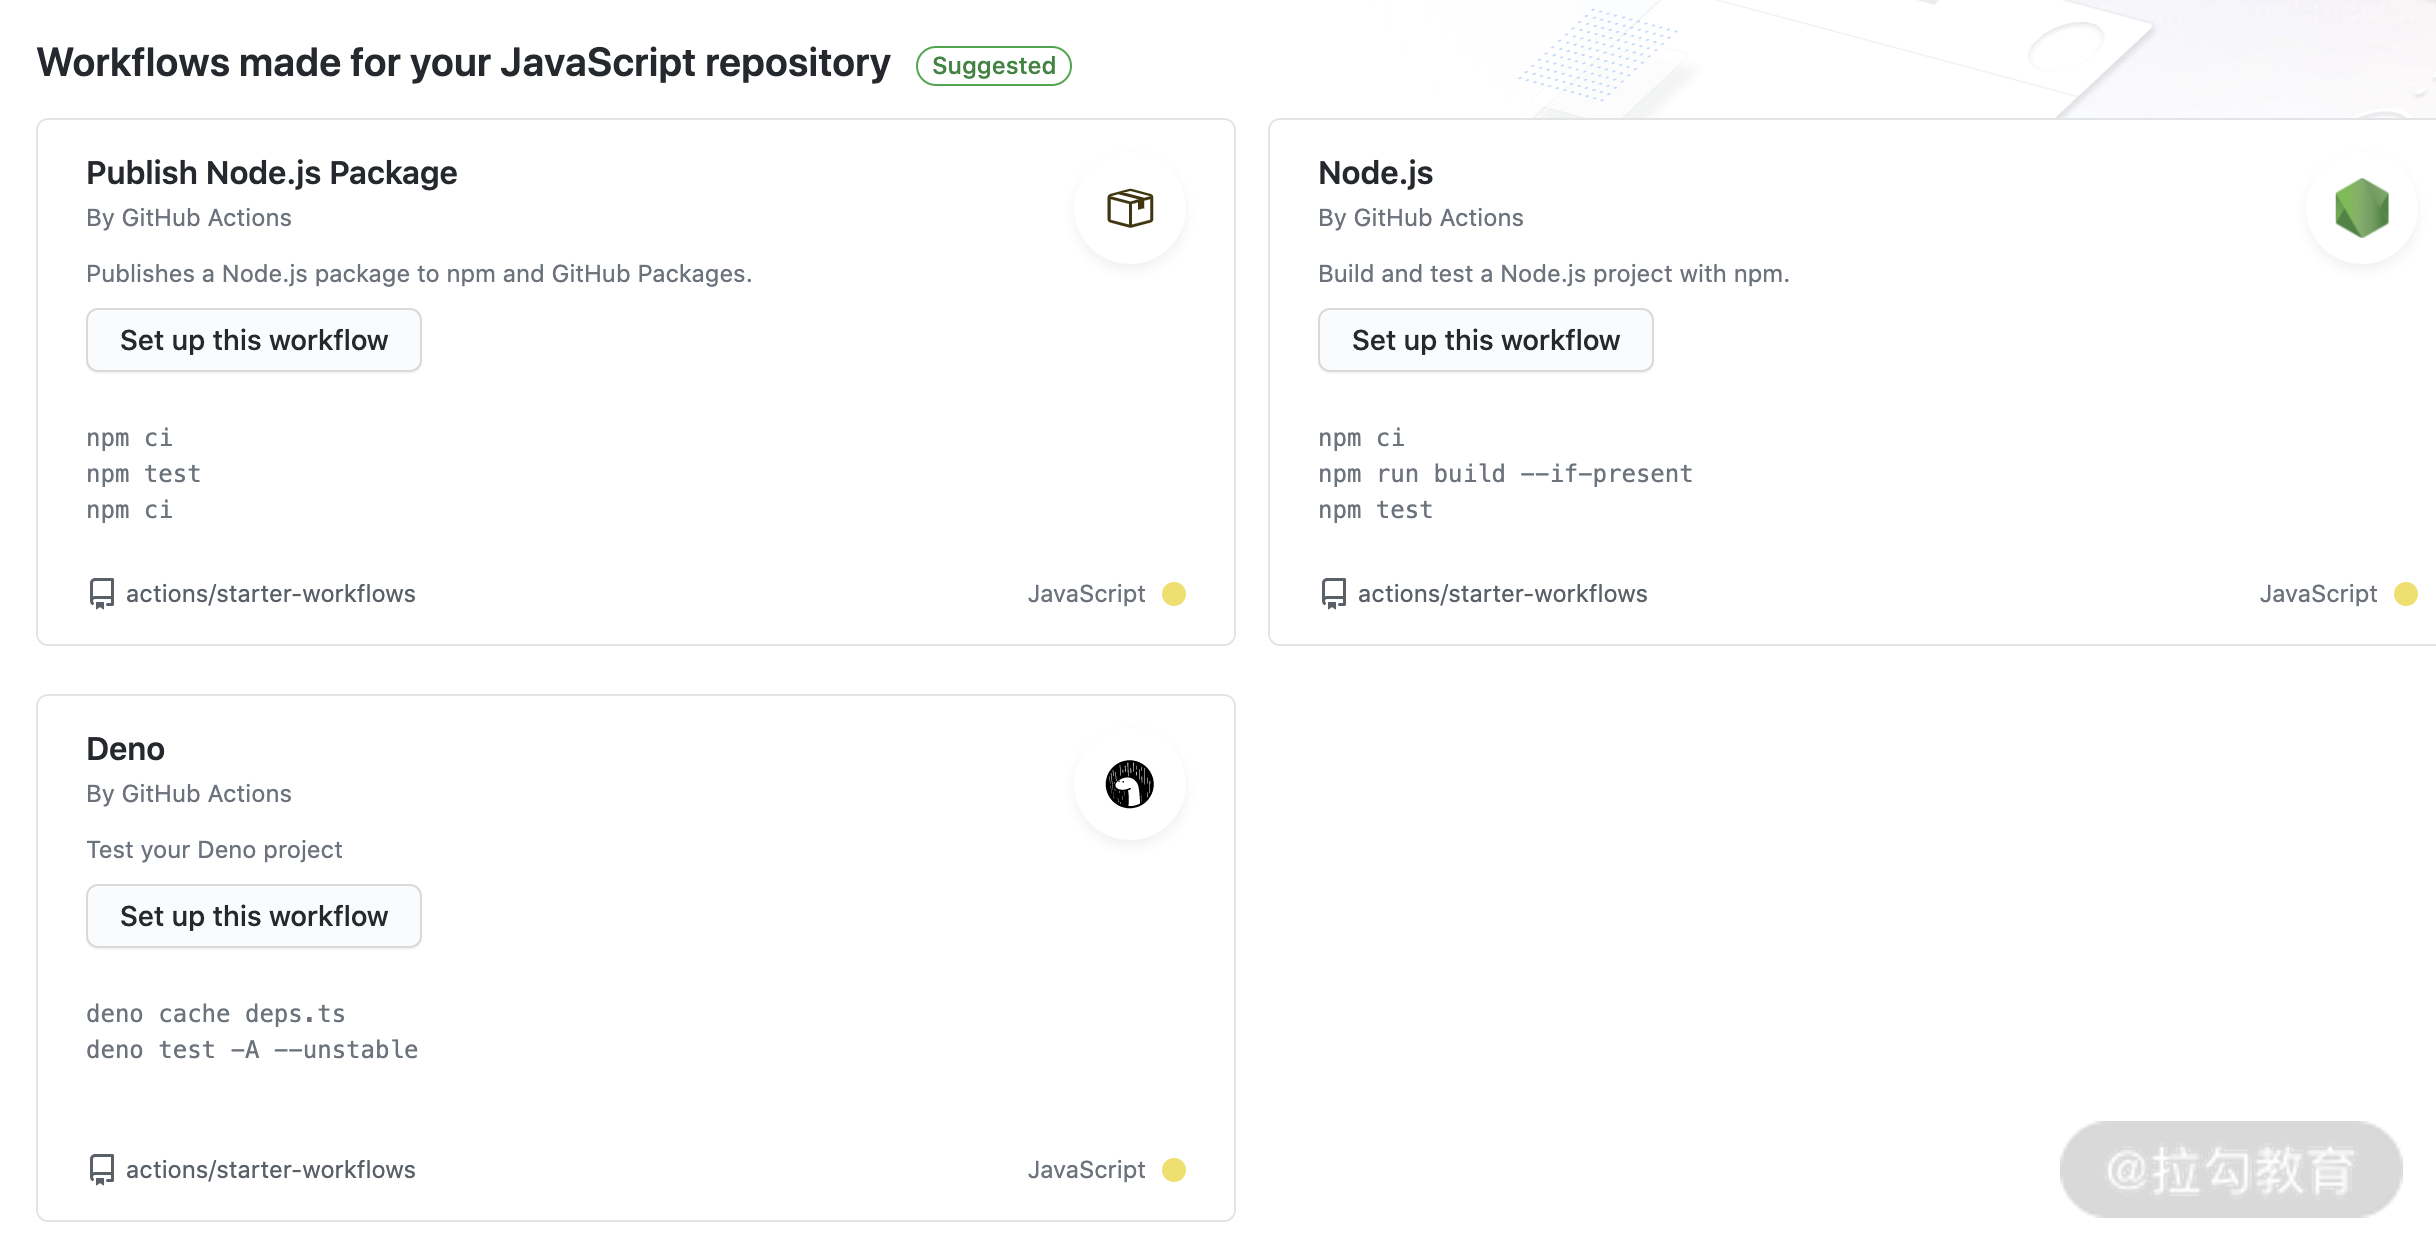 Workflows made for your JavaScript repository Suggested
Publish Node.js Package
By GitHub Actions
Publishes a Node.js package to npm and GitHub Packages.
Set up this workflow
npm ci
npm test
npm ci
actions/starter-workflows JavaScript
Node.js
By GitHub Actions
Build and test a Node.js project with npm.
Set up this workflow
npm ci
npm run build --if-present
npm test
actions/starter-workflows JavaScript
Deno
By GitHub Actions
Test your Deno project
Set up this workflow
deno cache deps.ts
deno test -A --unstable
actions/starter-workflows JavaScript
@拉勾教育